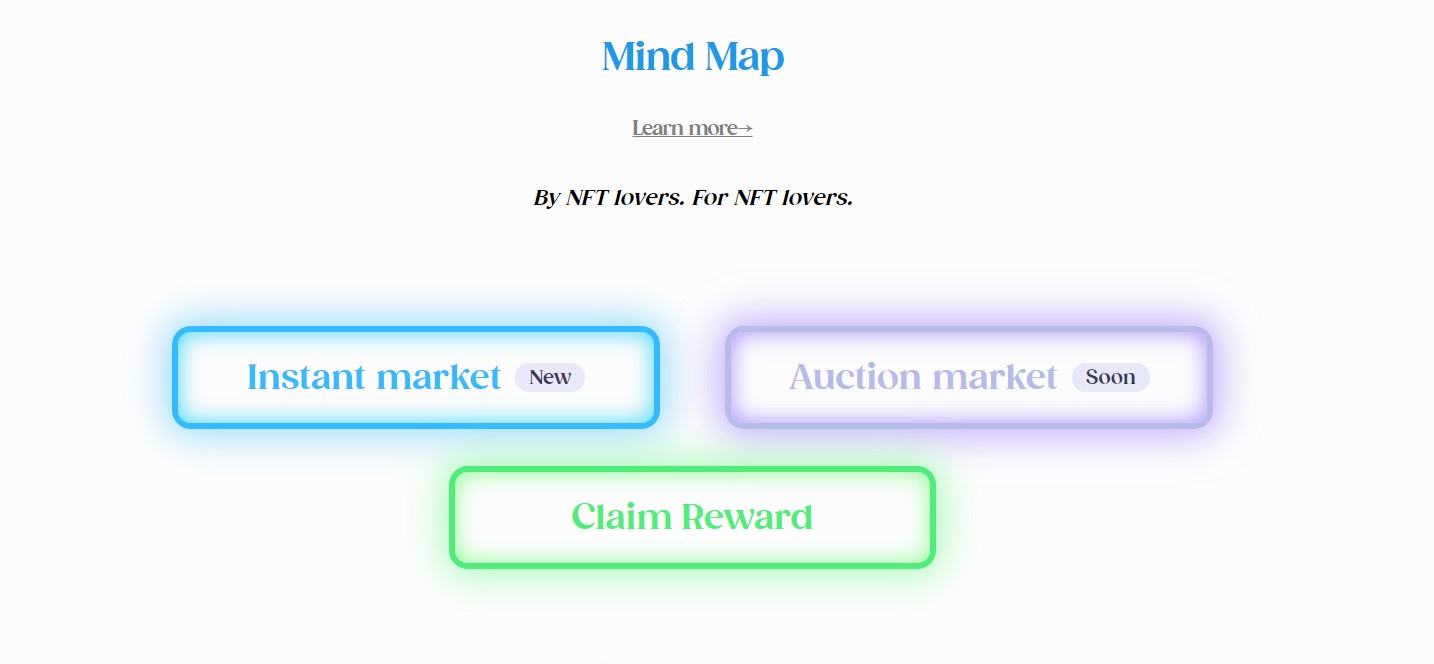 Mind Map
Learn more→
By NFT lovers. For NFT lovers.
Instant market New
Auction market Soon
Claim Reward